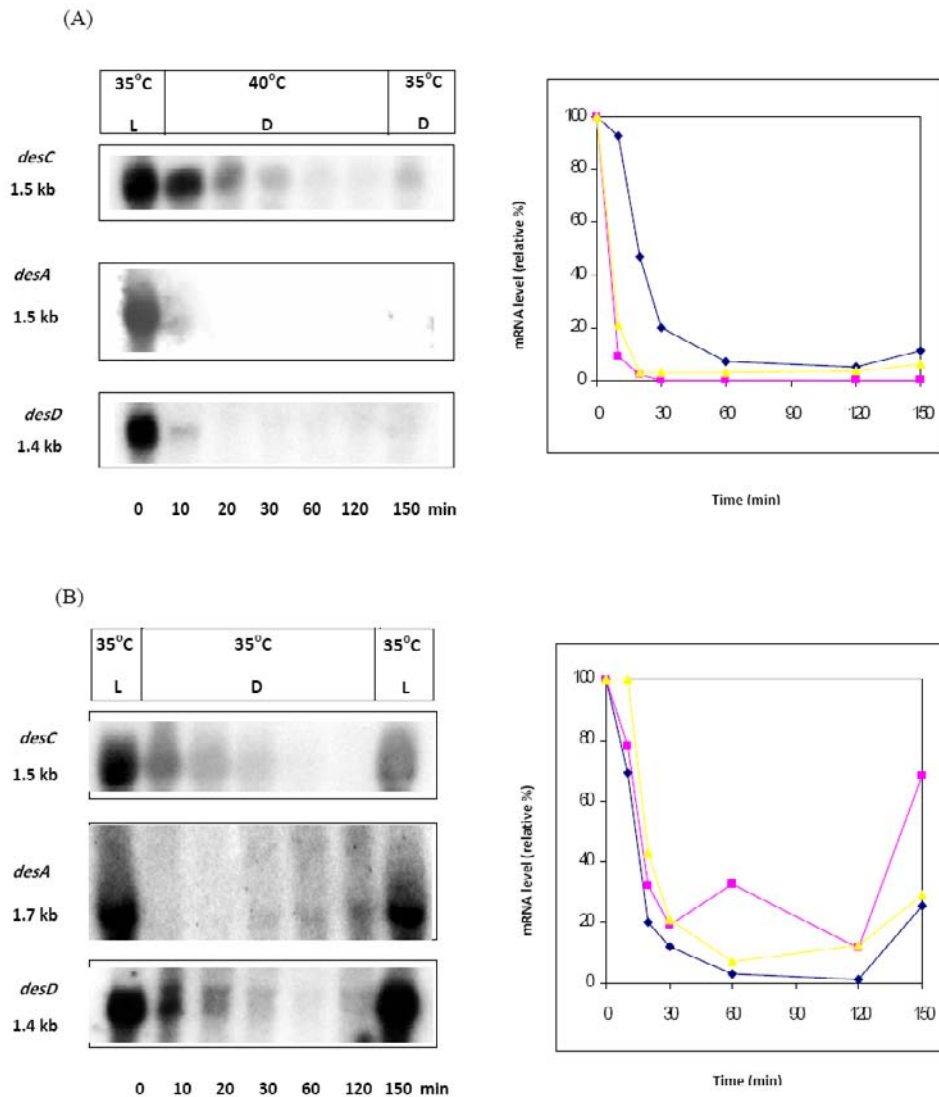 (A)
35°C 40°C 35°C
L D D
desC
1.5 kb
desA
1.5 kb
desD
1.4 kb
0 10 20 30 60 120 150 min
mRNA level (relative %)
100
80
60
40
20
0
0 30 60 90 120 150
Time (min)
(B)
35°C 35°C 35°C
L D L
desC
1.5 kb
desA
1.7 kb
desD
1.4 kb
0 10 20 30 60 120 150 min
mRNA level (relative %)
100
80
60
40
20
0
0 30 60 90 120 150
Time (min)